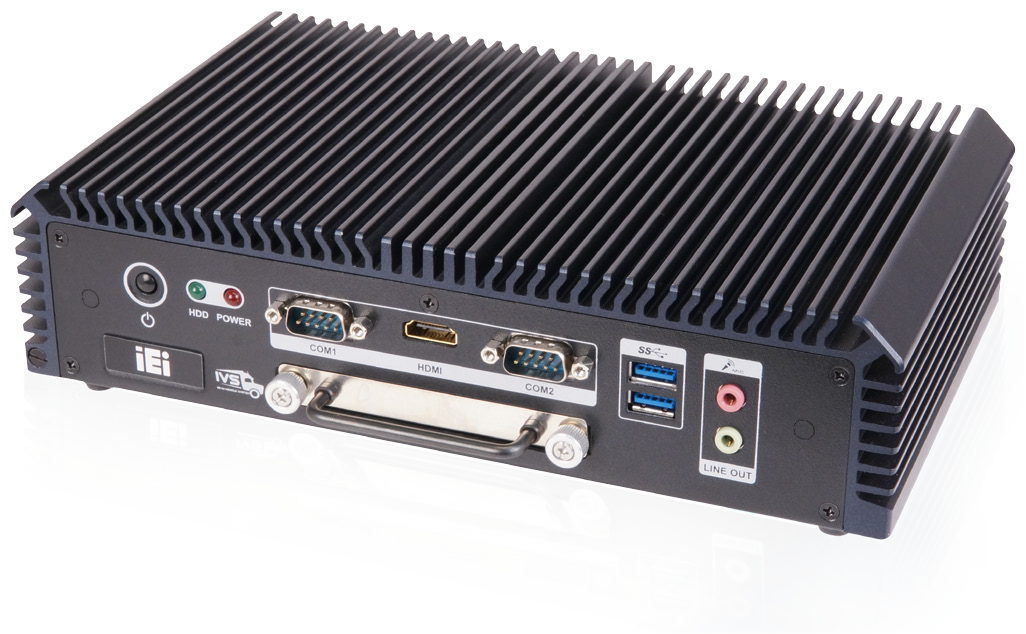 HDD POWER
COM1
HDMI
COM2
SS
LINE OUT
iEi
IVS